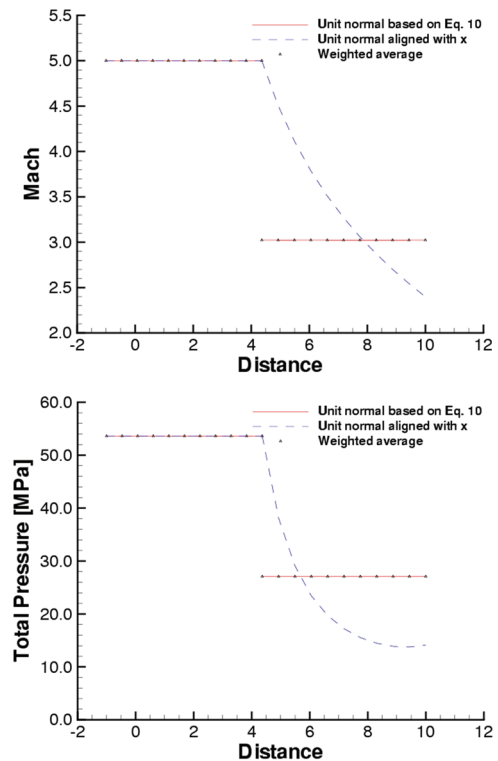 5.5
Unit normal based on Eq. 10
Unit normal aligned with x
Weighted average
5.0
4.5
4.0
Mach
3.5
3.0
2.5
2.0
-2 0 2 4 6 8 10 12
Distance
60.0
Unit normal based on Eq. 10
Unit normal aligned with x
Weighted average
50.0
40.0
Total Pressure [MPa]
30.0
20.0
10.0
0.0
-2 0 2 4 6 8 10 12
Distance